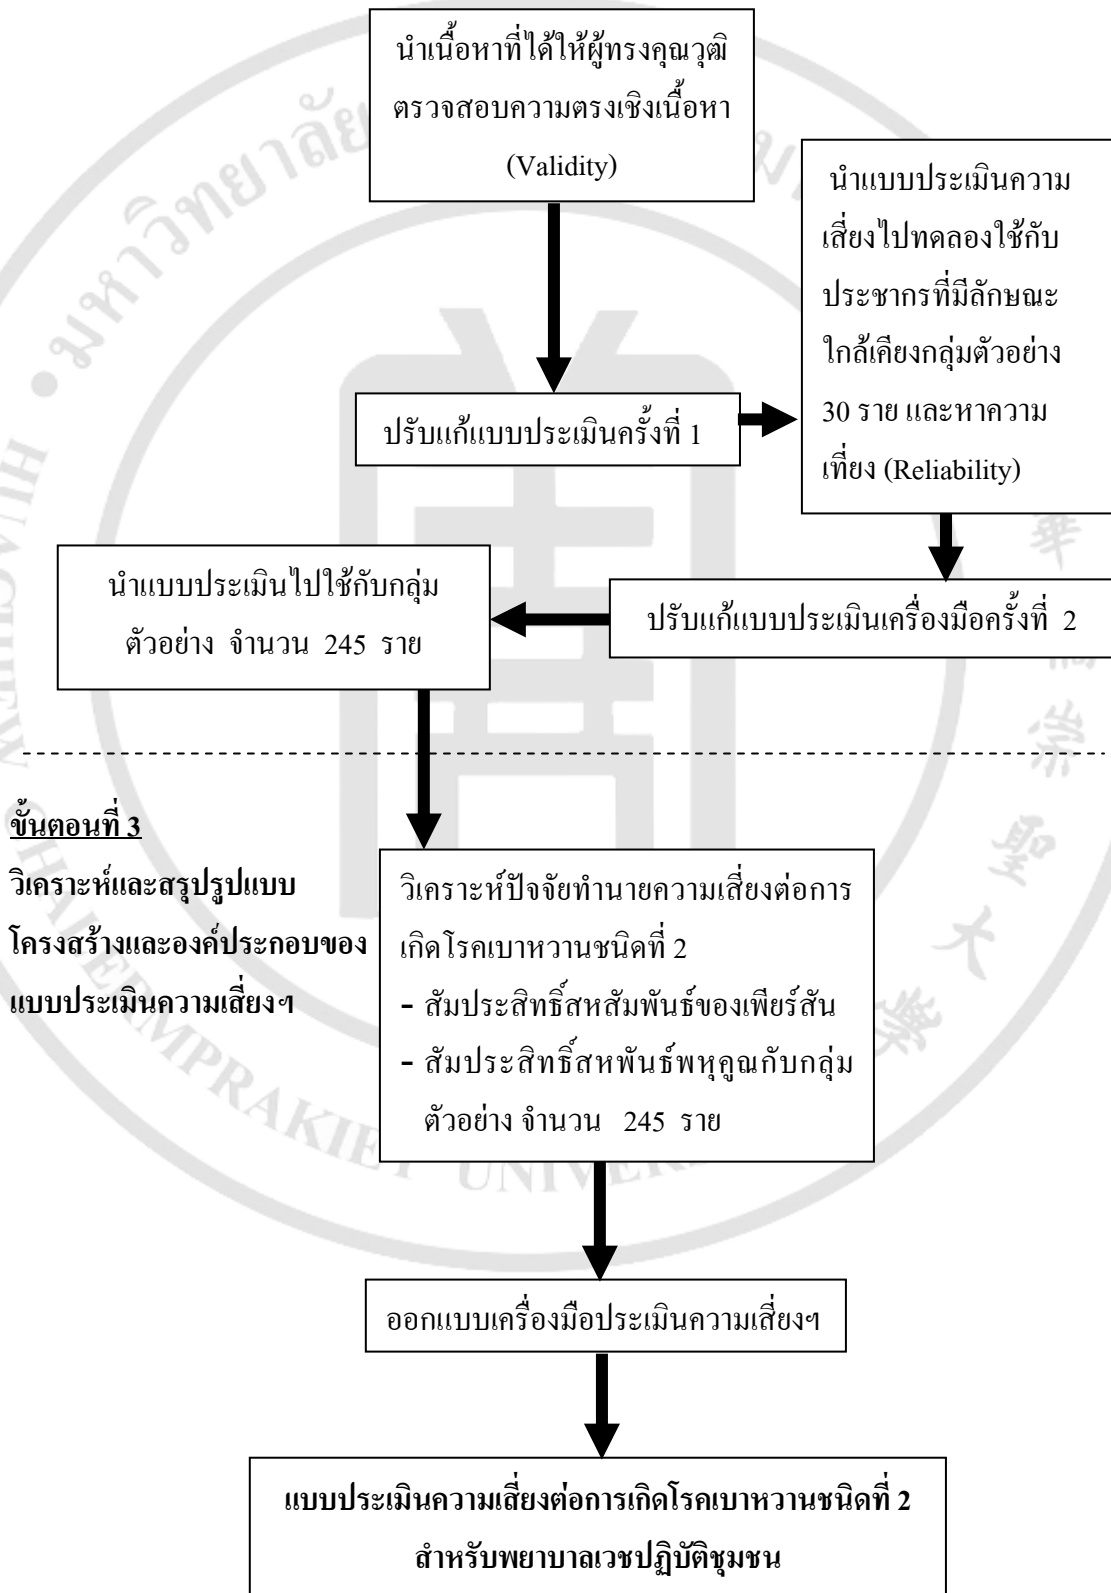 นำเนื้อหาที่ได้ให้ผู้ทรงคุณวุฒิ
ตรวจสอบความตรงเชิงเนื้อหา
(Validity)
นำแบบประเมินความ
เสี่ยงไปทดลองใช้กับ
ประชากรที่มีลักษณะ
ใกล้เคียงกลุ่มตัวอย่าง
30 ราย และหาความ
เที่ยง (Reliability)
ปรับแก้แบบประเมินครั้งที่ 1
ปรับแก้แบบประเมินเครื่องมือครั้งที่ 2
นำแบบประเมินไปใช้กับกลุ่ม
ตัวอย่าง จำนวน 245 ราย
ขั้นตอนที่ 3
วิเคราะห์และสรุปรูปแบบ
โครงสร้างและองค์ประกอบของ
แบบประเมินความเสี่ยงฯ
วิเคราะห์ปัจจัยทำนายความเสี่ยงต่อการ
เกิดโรคเบาหวานชนิดที่ 2
- สัมประสิทธิ์สหสัมพันธ์ของเพียร์สัน
- สัมประสิทธิ์สหพันธ์พหุคูณกับกลุ่ม
ตัวอย่าง จำนวน 245 ราย
ออกแบบเครื่องมือประเมินความเสี่ยงฯ
แบบประเมินความเสี่ยงต่อการเกิดโรคเบาหวานชนิดที่ 2
สำหรับพยาบาลเวชปฏิบัติชุมชน
มหาวิทยาลัย
華
崇
聖
大
學